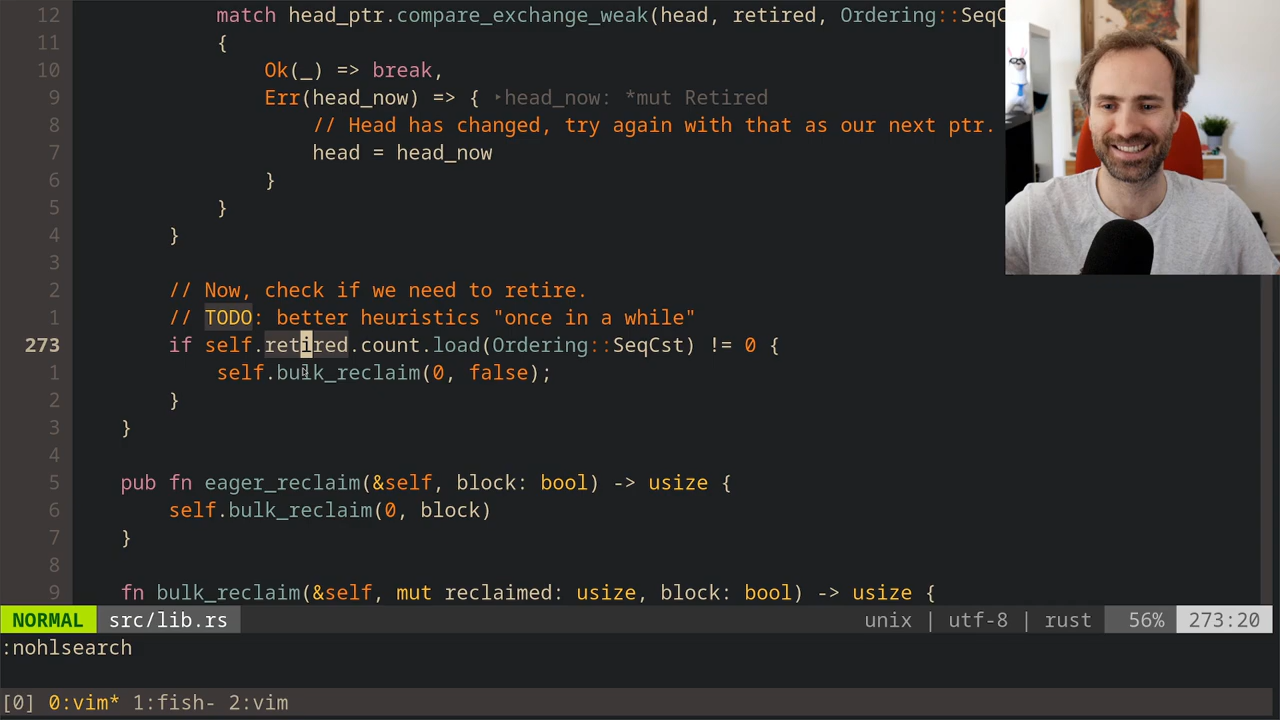 12 match head_ptr.compare_exchange_weak(head, retired, Ordering::SeqC
11 {
10 Ok(_) => break,
9 Err(head_now) => { ‣head_now: *mut Retired
8 // Head has changed, try again with that as our next ptr.
7 head = head_now
6 }
5 }
4 }
3
2 // Now, check if we need to retire.
1 // TODO: better heuristics "once in a while"
273 if self.retired.count.load(Ordering::SeqCst) != 0 {
1 self.bulk_reclaim(0, false);
2 }
3 }
4
5 pub fn eager_reclaim(&self, block: bool) -> usize {
6 self.bulk_reclaim(0, block)
7 }
8
9 fn bulk_reclaim(&self, mut reclaimed: usize, block: bool) -> usize {
NORMAL src/lib.rs unix | utf-8 | rust 56% 273:20
:nohlsearch
[0] 0:vim* 1:fish- 2:vim